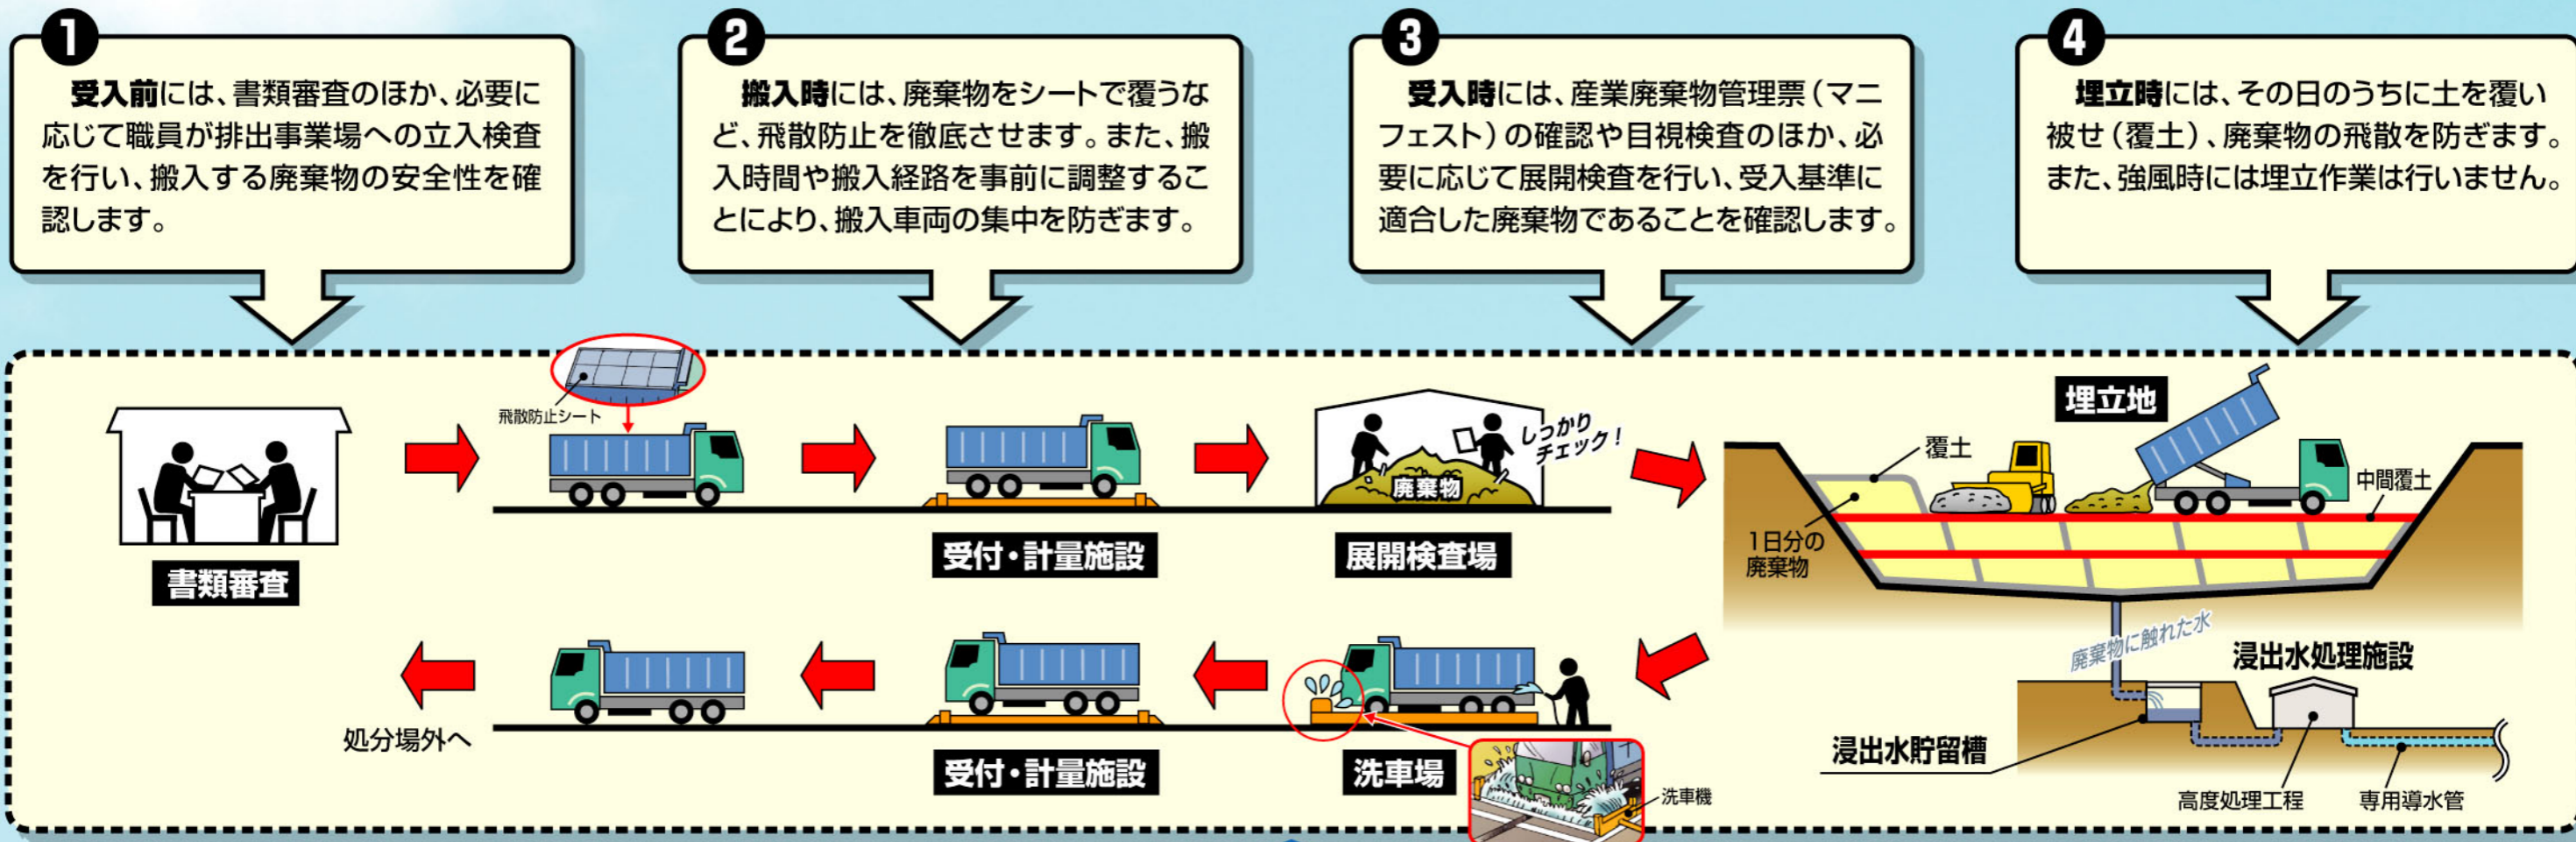 1
受入前には、書類審査のほか、必要に
応じて職員が排出事業場への立入検査
を行い、搬入する廃棄物の安全性を確
認します。
2
搬入時には、廃棄物をシートで覆うな
ど、飛散防止を徹底させます。また、搬
入時間や搬入経路を事前に調整するこ
とにより、搬入車両の集中を防ぎます。
3
受入時には、産業廃棄物管理票(マニ
フェスト)の確認や目視検査のほか、必
要に応じて展開検査を行い、受入基準に
適合した廃棄物であることを確認します。
4
埋立時には、その日のうちに土を覆い
被せ(覆土)、廃棄物の飛散を防ぎます。
また、強風時には埋立作業は行いません。
書類審査
飛散防止シート
受付・計量施設
廃棄物
しっかり
チェック!
展開検査場
埋立地
覆土
中間覆土
1日分の
廃棄物
廃棄物に触れた水
浸出水処理施設
浸出水貯留槽
高度処理工程
専用導水管
洗車機
洗車場
受付・計量施設
処分場外へ